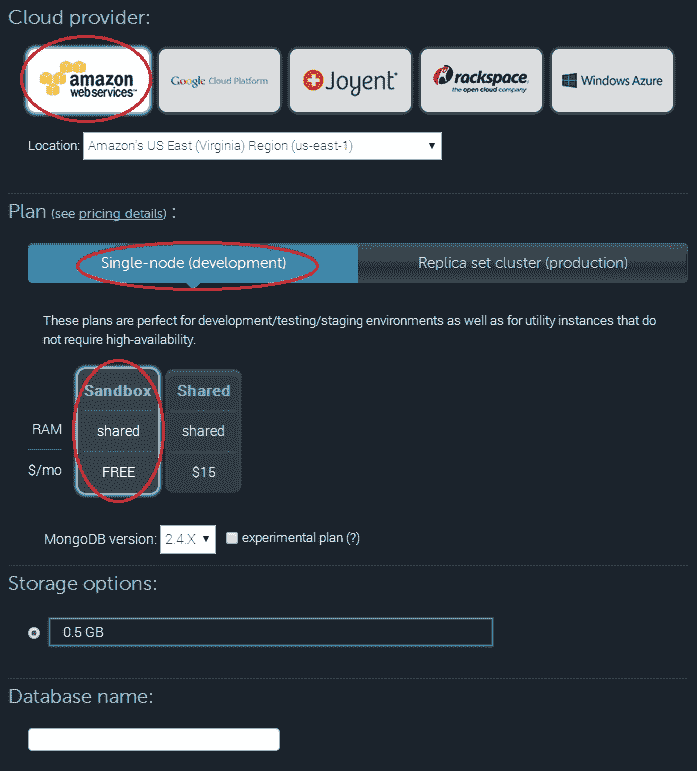 Cloud provider:
amazon
webservices™
Google Cloud Platform
Joyent
rackspace.
the open cloud company
Windows Azure
Location: Amazon's US East (Virginia) Region (us-east-1)
Plan (see pricing details) :
Single-node (development)
Replica set cluster (production)
These plans are perfect for development/testing/staging environments as well as for utility instances that do
not require high-availability.
Sandbox Shared
RAM shared shared
$/mo FREE $15
MongoDB version: 2.4.X experimental plan (?)
Storage options:
0.5 GB
Database name: